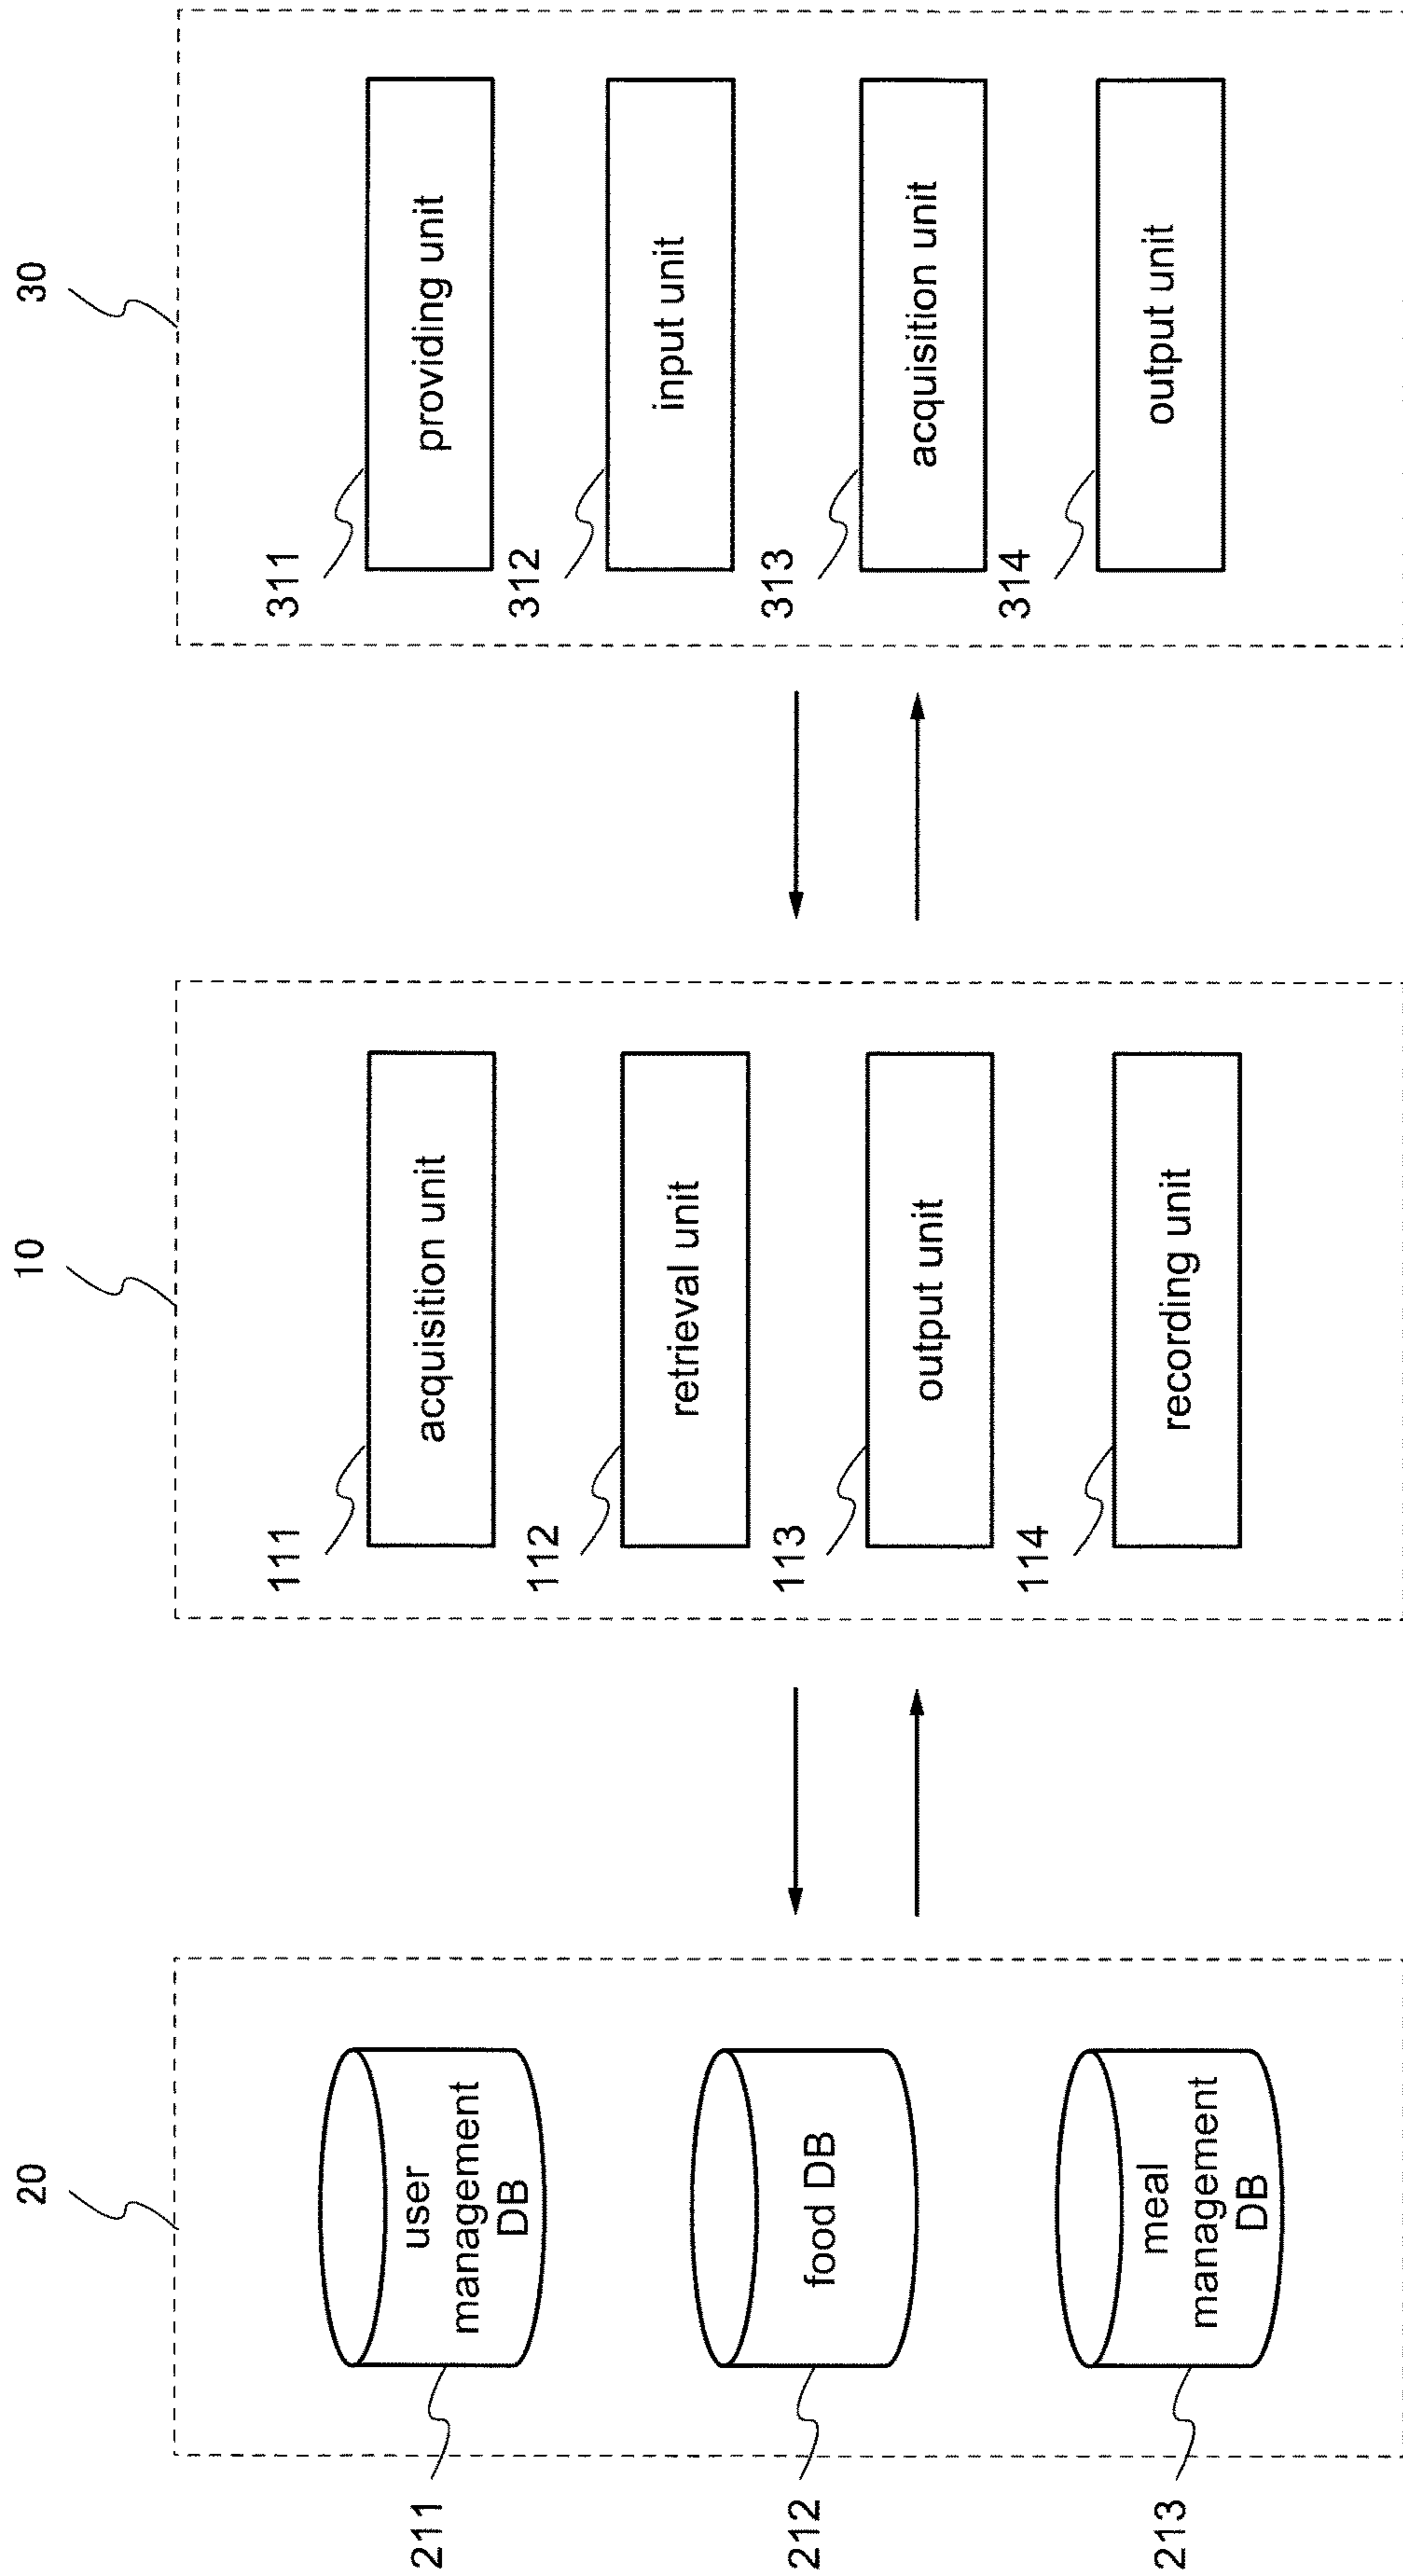 20
211
user
management
DB
212
food DB
213
meal
management
DB
10
111
acquisition unit
112
retrieval unit
113
output unit
114
recording unit
30
311
providing unit
312
input unit
313
acquisition unit
314
output unit